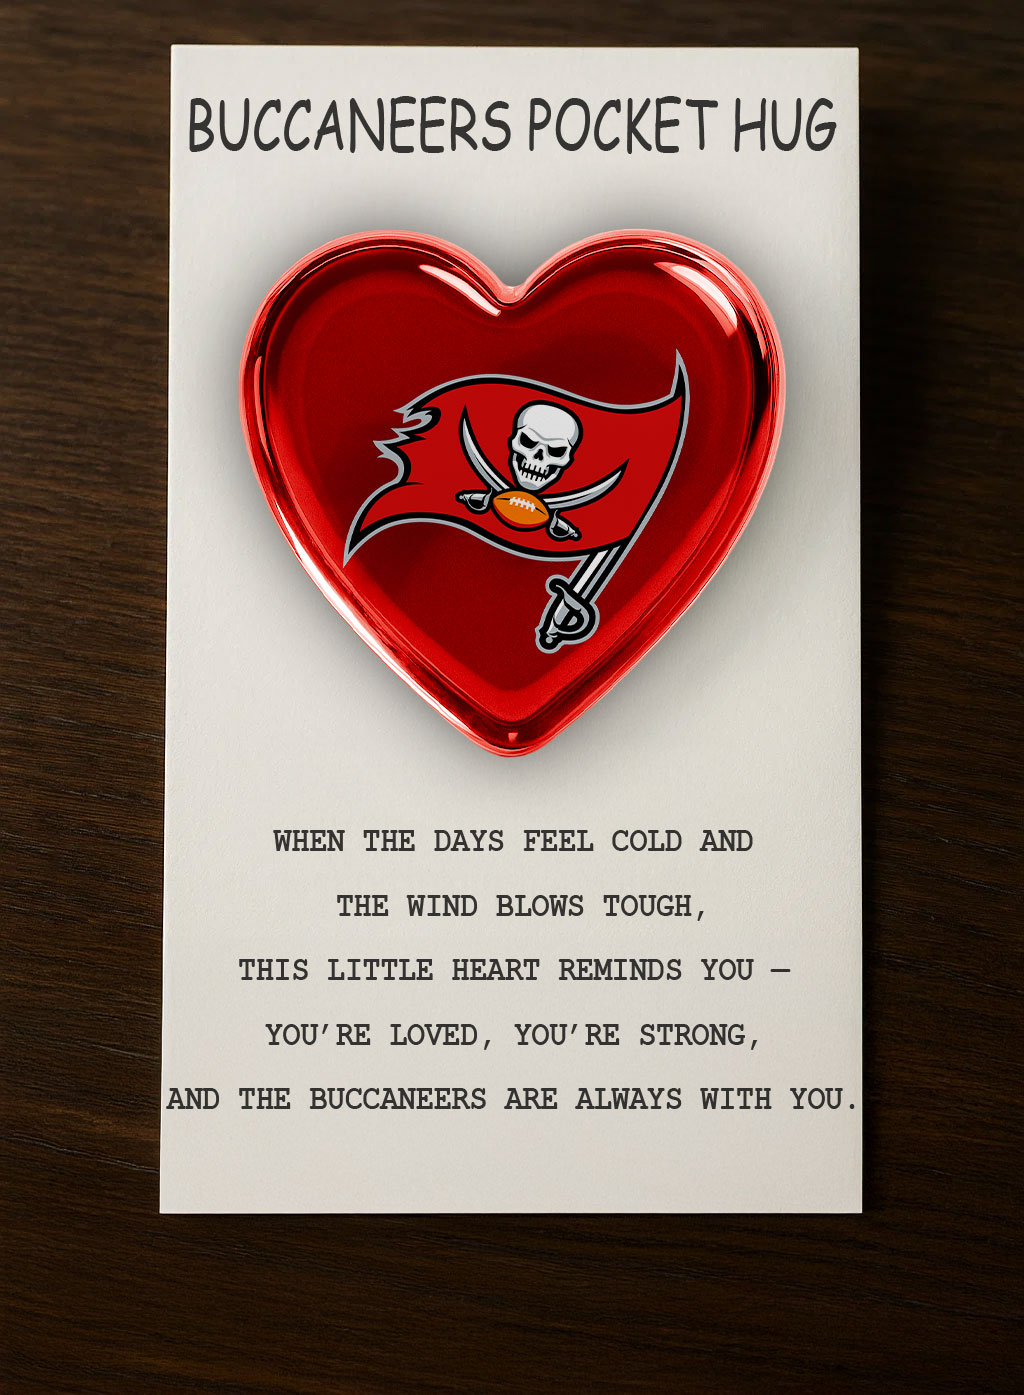 BUCCANEERS POCKET HUG
WHEN THE DAYS FEEL COLD AND
THE WIND BLOWS TOUGH,
THIS LITTLE HEART REMINDS YOU —
YOU’RE LOVED, YOU’RE STRONG,
AND THE BUCCANEERS ARE ALWAYS WITH YOU.